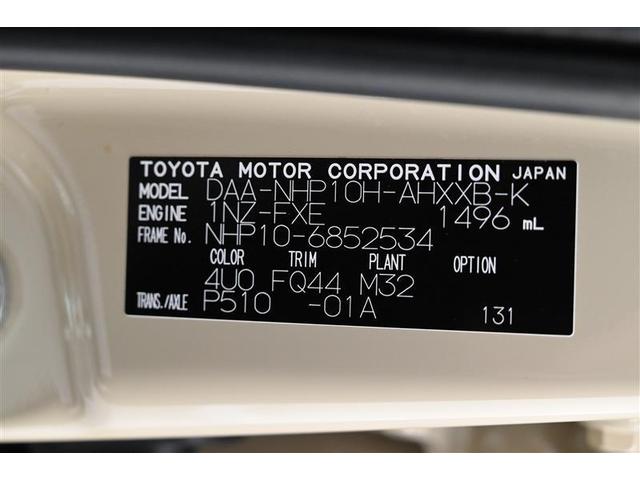 TOYOTA MOTOR CORPORATION JAPAN
MODEL DAA-NHP10H-AHXXB-K
ENGINE 1NZ-FXE 1496 mL
FRAME No. NHP10-6852534
COLOR TRIM PLANT OPTION
4U0 FQ44 M32
TRANS./AXLE P510 -01A 131